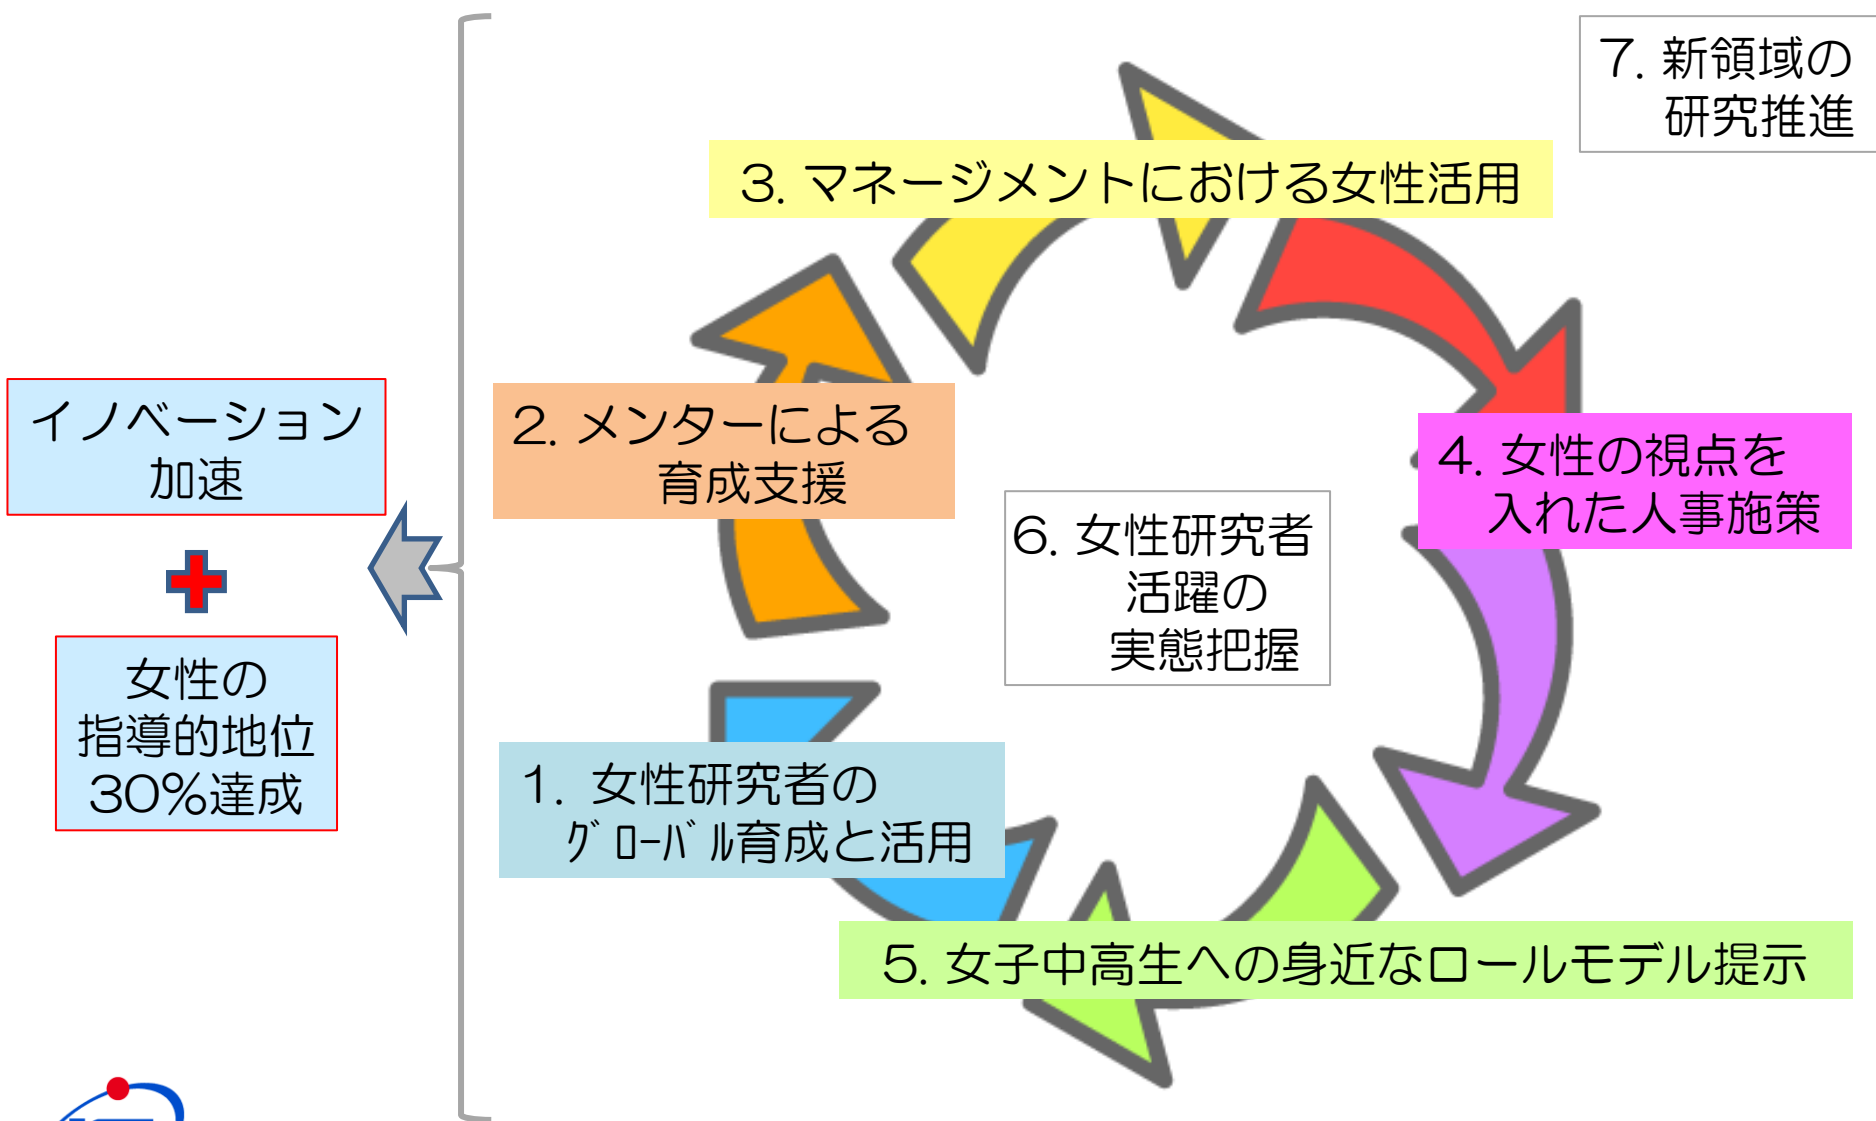 7. 新領域の
研究推進
3. マネージメントにおける女性活用
2. メンターによる
育成支援
4. 女性の視点を
入れた人事施策
6. 女性研究者
活躍の
実態把握
1. 女性研究者の
ｸﾞﾛｰﾊﾞﾙ育成と活用
5. 女子中高生への身近なロールモデル提示
イノベーション
加速
女性の
指導的地位
30%達成